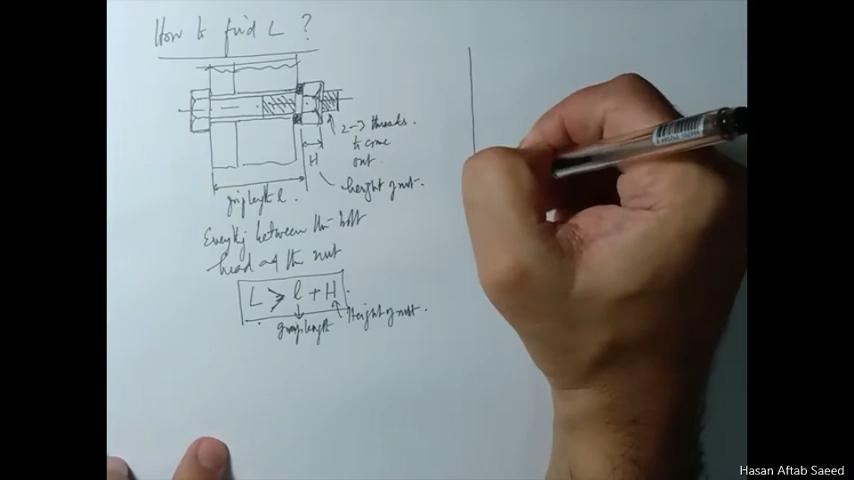 How to find L ?
2 → threads.
to come
out.
H
height of nut.
grip length l.
Everythg between the bolt
head and the nut
L ≥ l + H
grip length
Height of nut.
Hasan Aftab Saeed